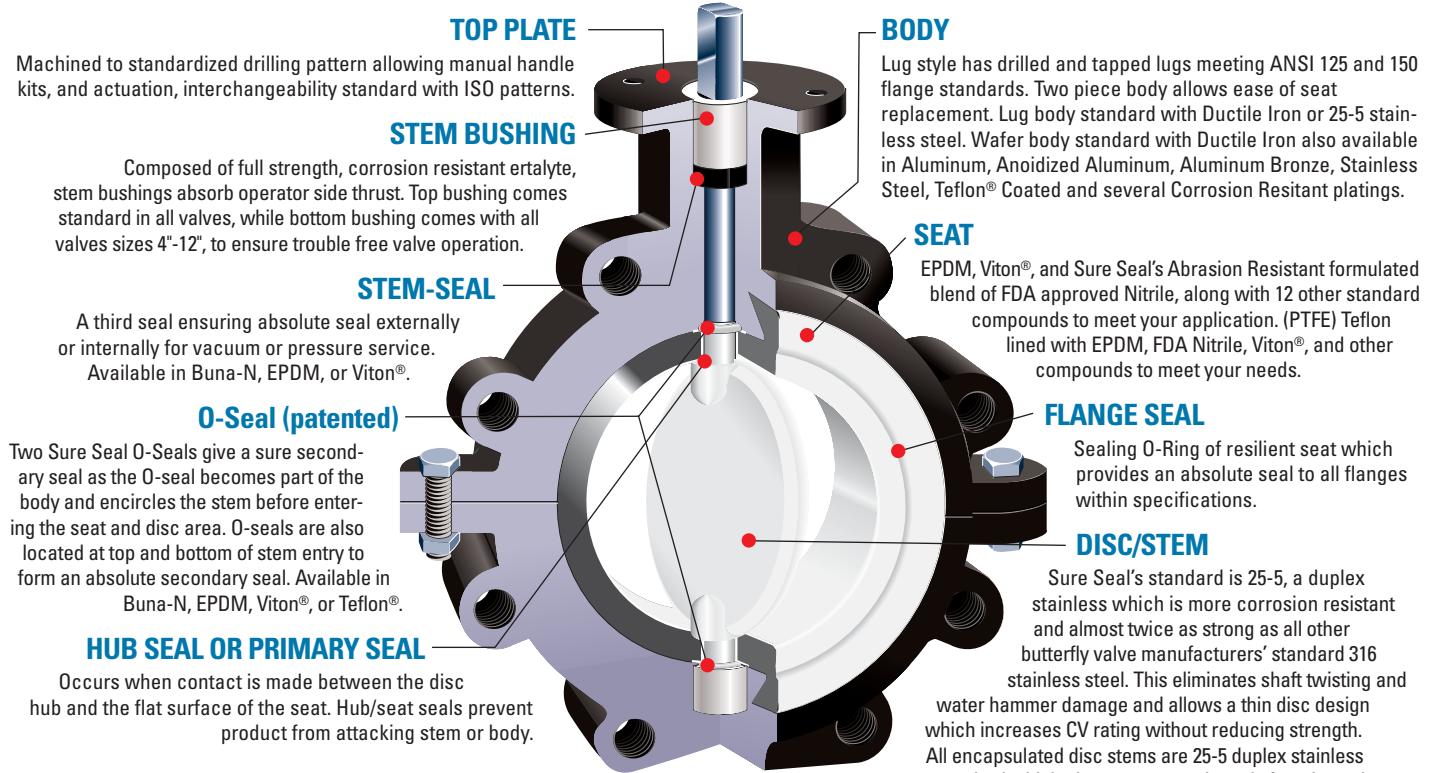 TOP PLATE
Machined to standardized drilling pattern allowing manual handle
kits, and actuation, interchangeability standard with ISO patterns.
STEM BUSHING
Composed of full strength, corrosion resistant ertalyte,
stem bushings absorb operator side thrust. Top bushing comes
standard in all valves, while bottom bushing comes with all
valves sizes 4"-12", to ensure trouble free valve operation.
STEM-SEAL
A third seal ensuring absolute seal externally
or internally for vacuum or pressure service.
Available in Buna-N, EPDM, or Viton®.
O-Seal (patented)
Two Sure Seal O-Seals give a sure second-
ary seal as the O-seal becomes part of the
body and encircles the stem before enter-
ing the seat and disc area. O-seals are also
located at top and bottom of stem entry to
form an absolute secondary seal. Available in
Buna-N, EPDM, Viton®, or Teflon®.
HUB SEAL OR PRIMARY SEAL
Occurs when contact is made between the disc
hub and the flat surface of the seat. Hub/seat seals prevent
product from attacking stem or body.
BODY
Lug style has drilled and tapped lugs meeting ANSI 125 and 150
flange standards. Two piece body allows ease of seat
replacement. Lug body standard with Ductile Iron or 25-5 stain-
less steel. Wafer body standard with Ductile Iron also available
in Aluminum, Anoidized Aluminum, Aluminum Bronze, Stainless
Steel, Teflon® Coated and several Corrosion Resitant platings.
SEAT
EPDM, Viton®, and Sure Seal's Abrasion Resistant formulated
blend of FDA approved Nitrile, along with 12 other standard
compounds to meet your application. (PTFE) Teflon
lined with EPDM, FDA Nitrile, Viton®, and other
compounds to meet your needs.
FLANGE SEAL
Sealing O-Ring of resilient seat which
provides an absolute seal to all flanges
within specifications.
DISC/STEM
Sure Seal's standard is 25-5, a duplex
stainless which is more corrosion resistant
and almost twice as strong as all other
butterfly valve manufacturers' standard 316
stainless steel. This eliminates shaft twisting and
water hammer damage and allows a thin disc design
which increases CV rating without reducing strength.
All encapsulated disc stems are 25-5 duplex stainless